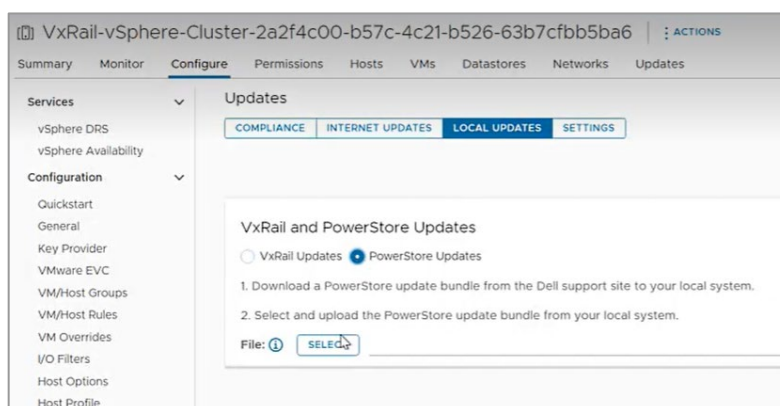 VxRail-vSphere-Cluster-2a2f4c00-b57c-4c21-b526-63b7cfbb5ba6 ACTIONS
Summary Monitor Configure Permissions Hosts VMs Datastores Networks Updates
Services
vSphere DRS
vSphere Availability
Configuration
Quickstart
General
Key Provider
VMware EVC
VM/Host Groups
VM/Host Rules
VM Overrides
I/O Filters
Host Options
Host Profile
Updates
COMPLIANCE INTERNET UPDATES LOCAL UPDATES SETTINGS
VxRail and PowerStore Updates
VxRail Updates PowerStore Updates
1. Download a PowerStore update bundle from the Dell support site to your local system.
2. Select and upload the PowerStore update bundle from your local system.
File: SELECT